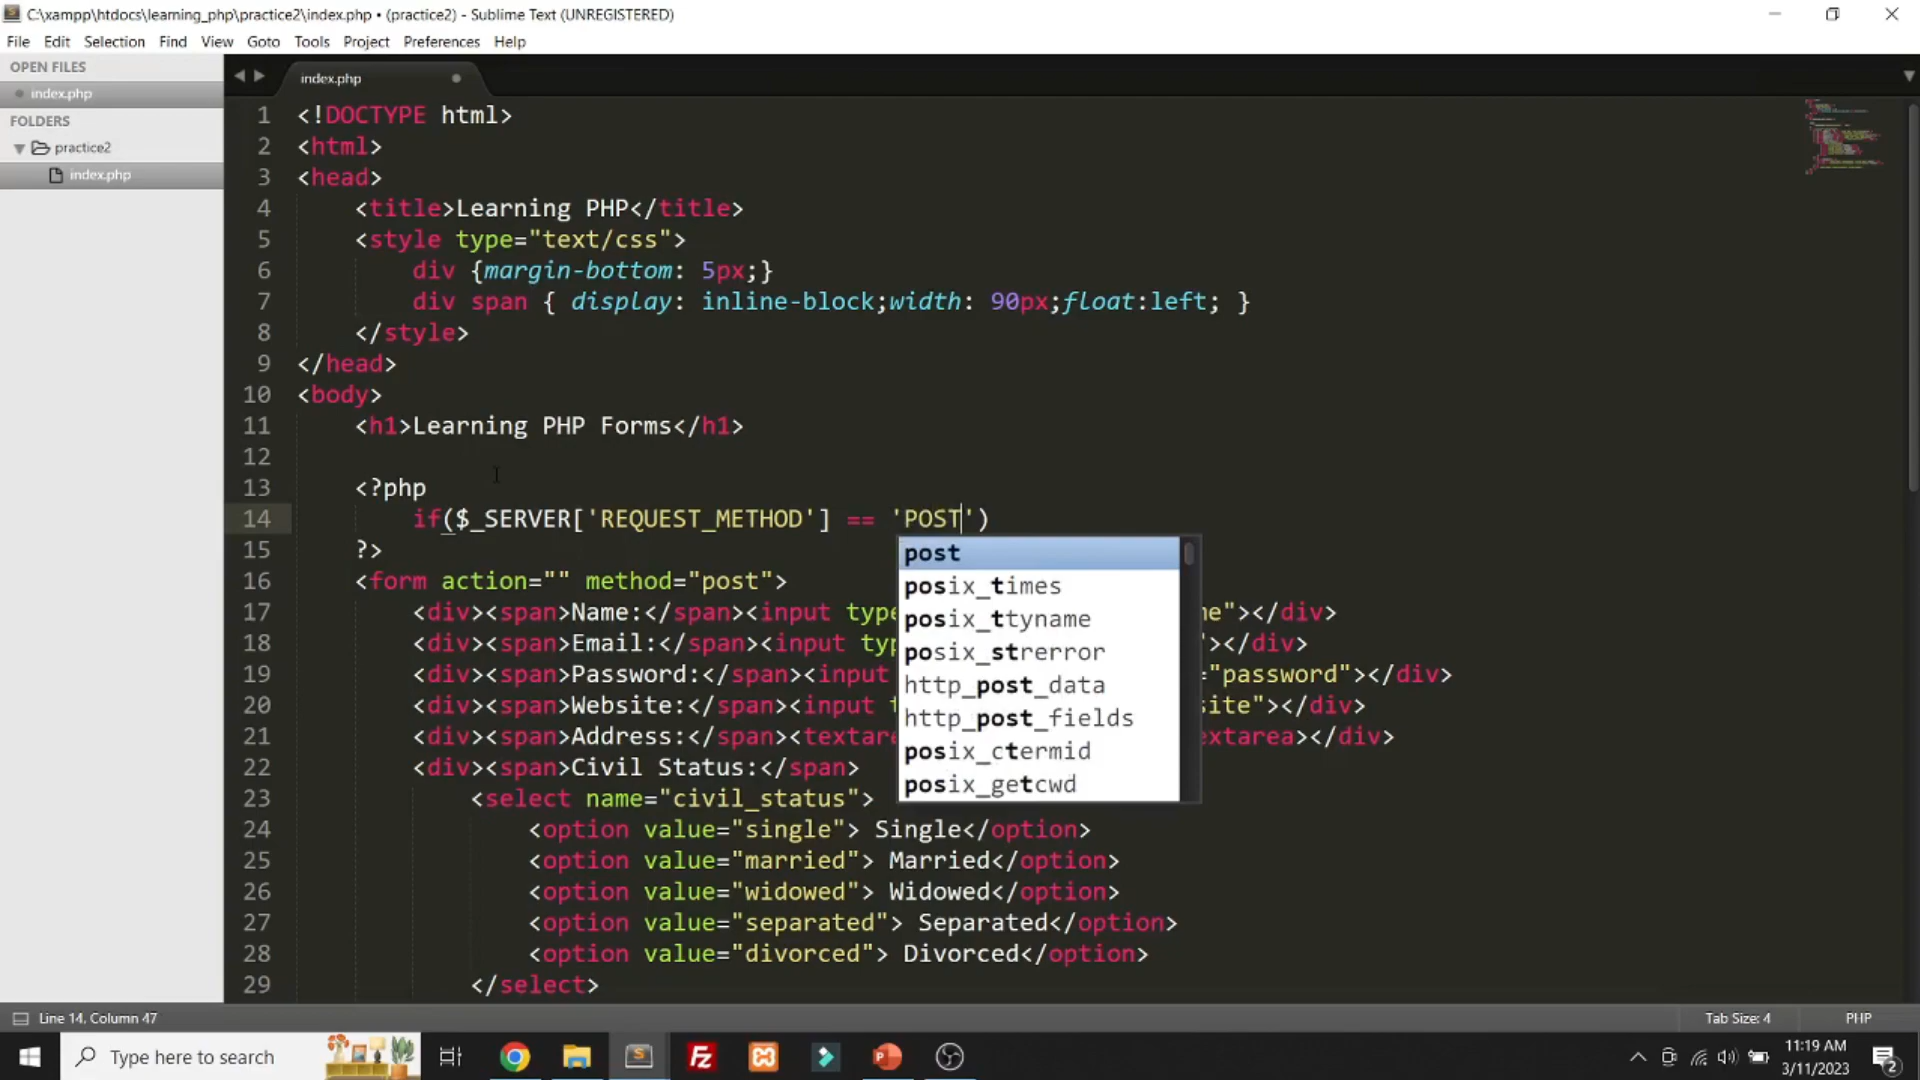 C:\xampp\htdocs\learning_php\practice2\index.php • (practice2) - Sublime Text (UNREGISTERED)
File Edit Selection Find View Goto Tools Project Preferences Help
OPEN FILES
index.php
FOLDERS
practice2
index.php
index.php
1 <!DOCTYPE html>
2 <html>
3 <head>
4 <title>Learning PHP</title>
5 <style type="text/css">
6 div {margin-bottom: 5px;}
7 div span { display: inline-block;width: 90px;float:left; }
8 </style>
9 </head>
10 <body>
11 <h1>Learning PHP Forms</h1>
12
13 <?php
14 if($_SERVER['REQUEST_METHOD'] == 'POST')
15 ?>
16 <form action="" method="post">
17 <div><span>Name:</span><input type e"></div>
18 <div><span>Email:</span><input typ "></div>
19 <div><span>Password:</span><input ="password"></div>
20 <div><span>Website:</span><input t site"></div>
21 <div><span>Address:</span><textare extarea></div>
22 <div><span>Civil Status:</span>
23 <select name="civil_status">
24 <option value="single"> Single</option>
25 <option value="married"> Married</option>
26 <option value="widowed"> Widowed</option>
27 <option value="separated"> Separated</option>
28 <option value="divorced"> Divorced</option>
29 </select>
post
posix_times
posix_ttyname
posix_strerror
http_post_data
http_post_fields
posix_ctermid
posix_getcwd
Line 14, Column 47
Tab Size: 4
PHP
Type here to search
11:19 AM
3/11/2023
2